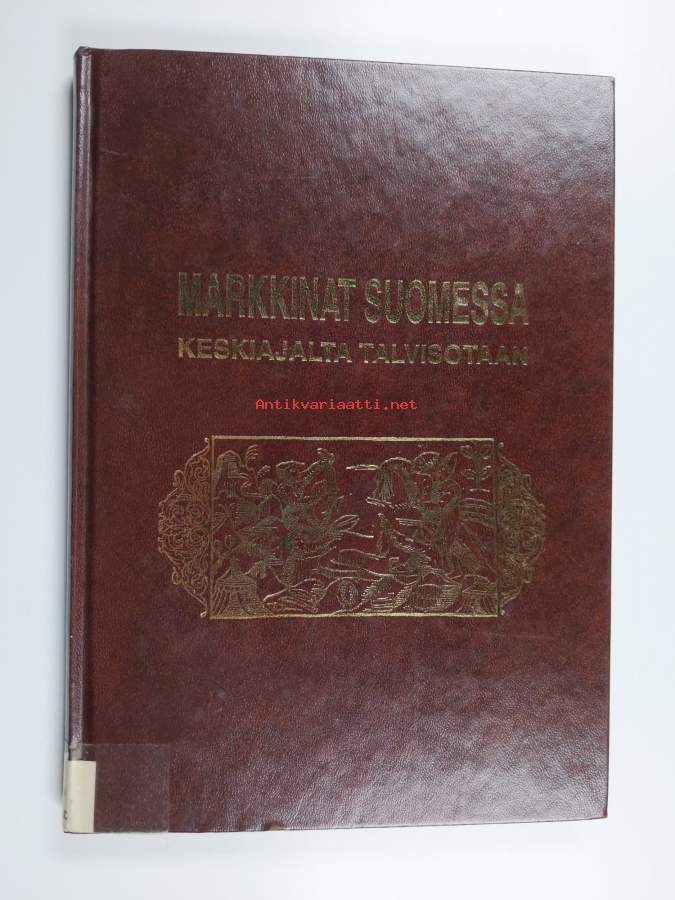 MARKKINAT SUOMESSA
KESKIAJALTA TALVISOTAAN
Antikvariaatti.net